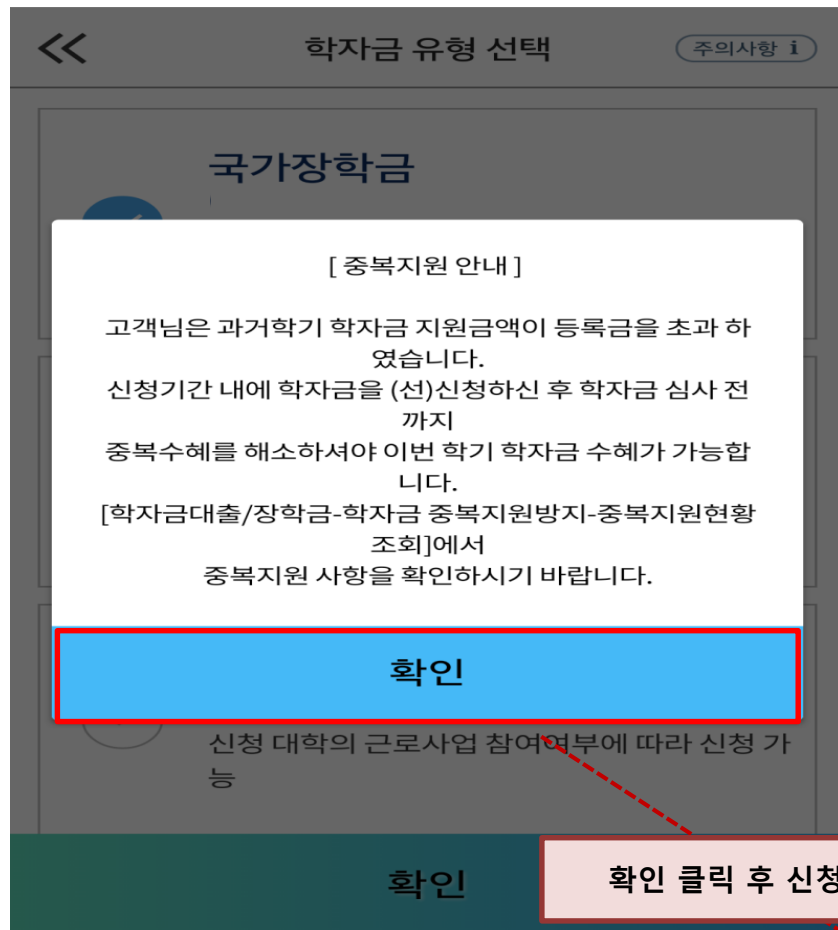 << 학자금 유형 선택 주의사항 i
국가장학금
[ 중복지원 안내 ]
고객님은 과거학기 학자금 지원금액이 등록금을 초과 하
였습니다.
신청기간 내에 학자금을 (선)신청하신 후 학자금 심사 전
까지
중복수혜를 해소하셔야 이번 학기 학자금 수혜가 가능합
니다.
[학자금대출/장학금-학자금 중복지원방지-중복지원현황
조회]에서
중복지원 사항을 확인하시기 바랍니다.
확인
신청 대학의 근로사업 참여여부에 따라 신청 가
능
확인
확인 클릭 후 신청